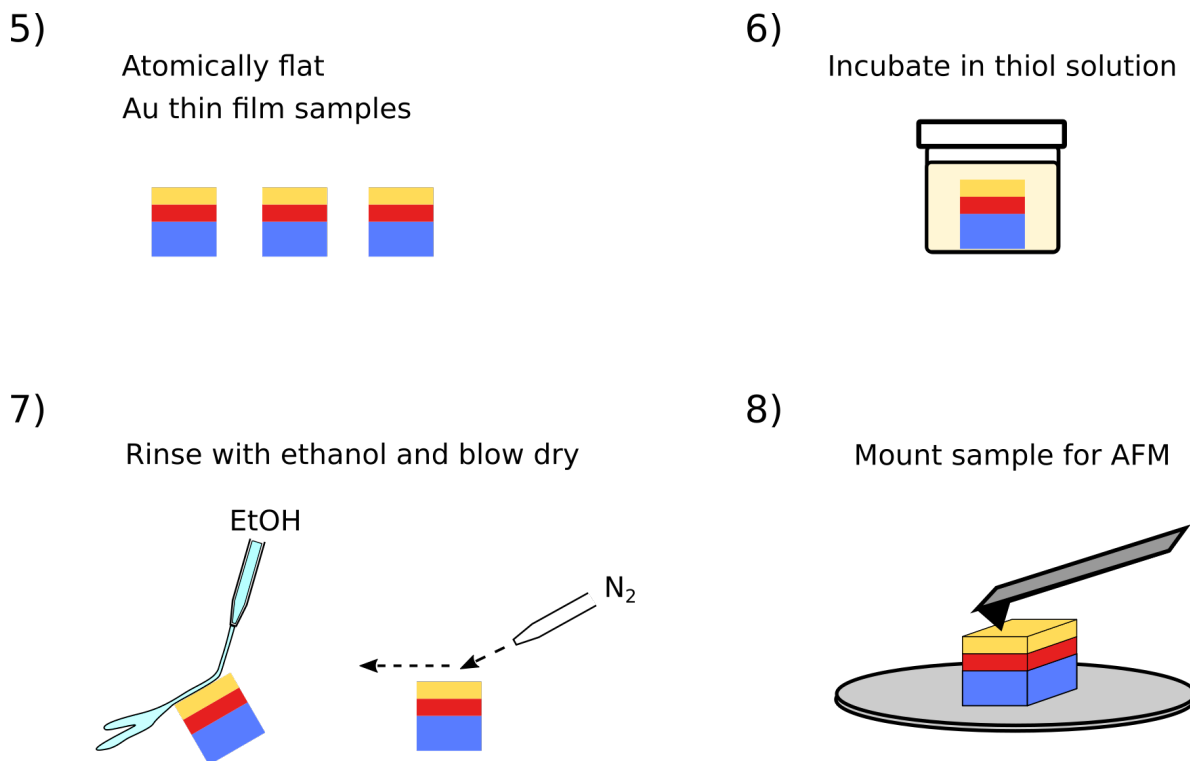 5)
Atomically flat
Au thin film samples
6)
Incubate in thiol solution
7)
Rinse with ethanol and blow dry
EtOH
N₂
8)
Mount sample for AFM